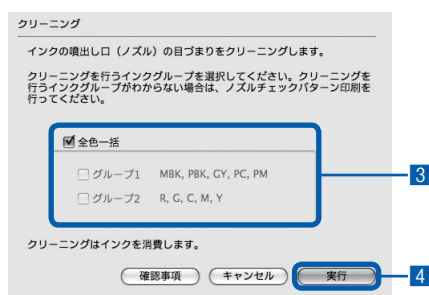 クリーニング
インクの噴出し口（ノズル）の目づまりをクリーニングします。
クリーニングを行うインクグループを選択してください。クリーニングを
行うインクグループがわからない場合は、ノズルチェックパターン印刷を
行ってください。
全色一括
グループ1 MBK, PBK, GY, PC, PM
グループ2 R, G, C, M, Y
3
クリーニングはインクを消費します。
確認事項 キャンセル 実行 4